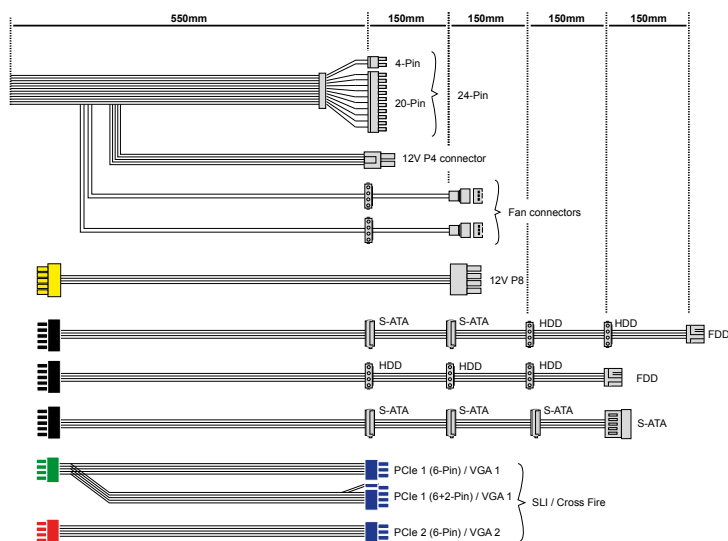 550mm 150mm 150mm 150mm 150mm
4-Pin
20-Pin
24-Pin
12V P4 connector
Fan connectors
12V P8
S-ATA S-ATA HDD HDD FDD
HDD HDD HDD FDD
S-ATA S-ATA S-ATA S-ATA
PCIe 1 (6-Pin) / VGA 1
PCIe 1 (6+2-Pin) / VGA 1
SLI / Cross Fire
PCIe 2 (6-Pin) / VGA 2